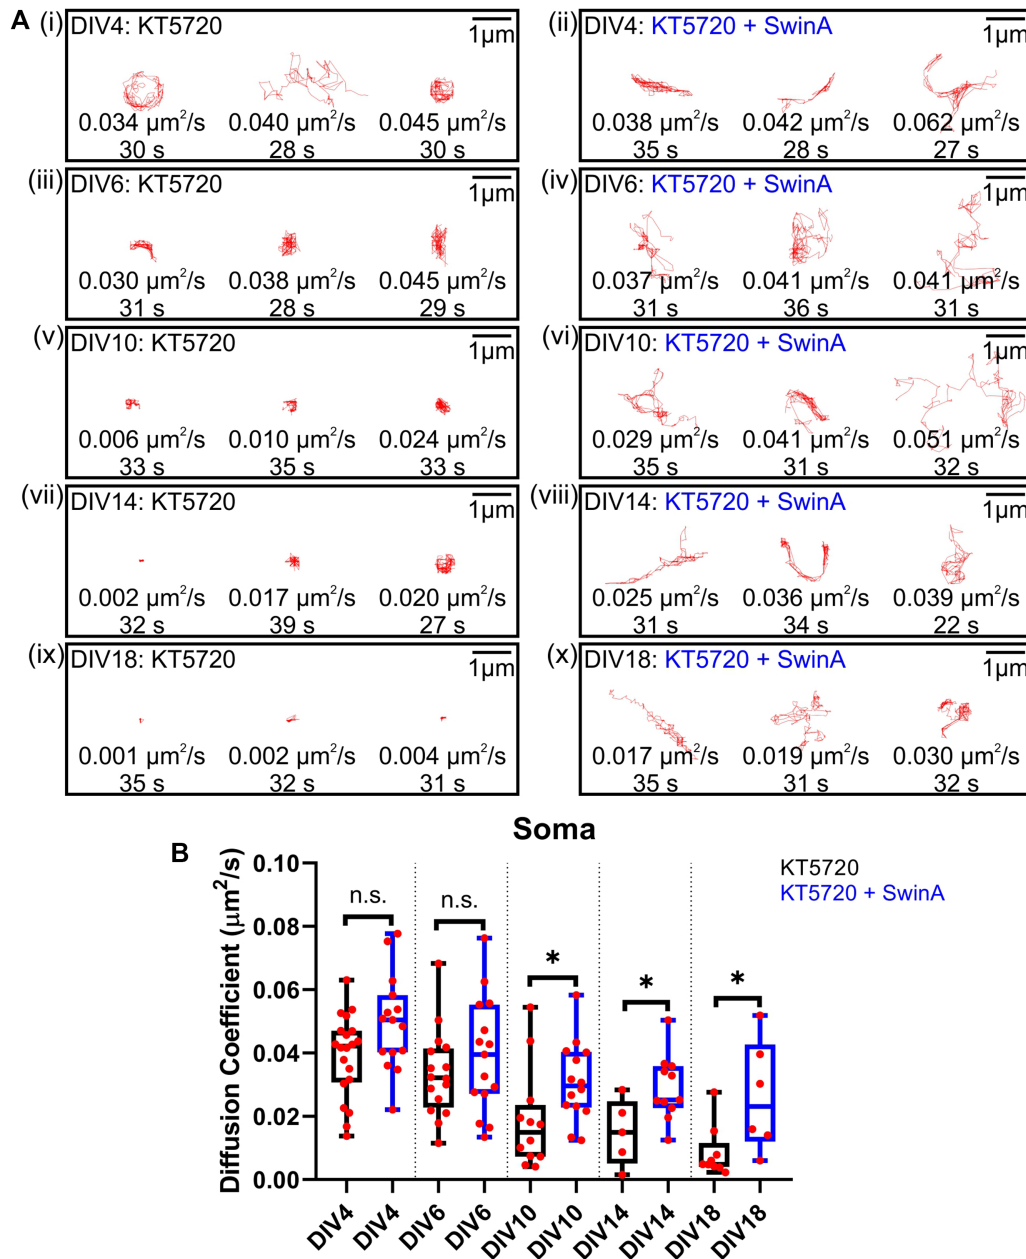 A (i) DIV4: KT5720 1μm
0.034 μm²/s 0.040 μm²/s 0.045 μm²/s
30 s 28 s 30 s
(ii) DIV4: KT5720 + SwinA 1μm
0.038 μm²/s 0.042 μm²/s 0.062 μm²/s
35 s 28 s 27 s
(iii) DIV6: KT5720 1μm
0.030 μm²/s 0.038 μm²/s 0.045 μm²/s
31 s 28 s 29 s
(iv) DIV6: KT5720 + SwinA 1μm
0.037 μm²/s 0.041 μm²/s 0.041 μm²/s
31 s 36 s 31 s
(v) DIV10: KT5720 1μm
0.006 μm²/s 0.010 μm²/s 0.024 μm²/s
33 s 35 s 33 s
(vi) DIV10: KT5720 + SwinA 1μm
0.029 μm²/s 0.041 μm²/s 0.051 μm²/s
35 s 31 s 32 s
(vii) DIV14: KT5720 1μm
0.002 μm²/s 0.017 μm²/s 0.020 μm²/s
32 s 39 s 27 s
(viii) DIV14: KT5720 + SwinA 1μm
0.025 μm²/s 0.036 μm²/s 0.039 μm²/s
31 s 34 s 22 s
(ix) DIV18: KT5720 1μm
0.001 μm²/s 0.002 μm²/s 0.004 μm²/s
35 s 32 s 31 s
(x) DIV18: KT5720 + SwinA 1μm
0.017 μm²/s 0.019 μm²/s 0.030 μm²/s
35 s 31 s 32 s
Soma
B
KT5720
KT5720 + SwinA
Diffusion Coefficient (μm²/s)
0.10
0.08
0.06
0.04
0.02
0.00
n.s. n.s. * * *
DIV4 DIV4 DIV6 DIV6 DIV10 DIV10 DIV14 DIV14 DIV18 DIV18